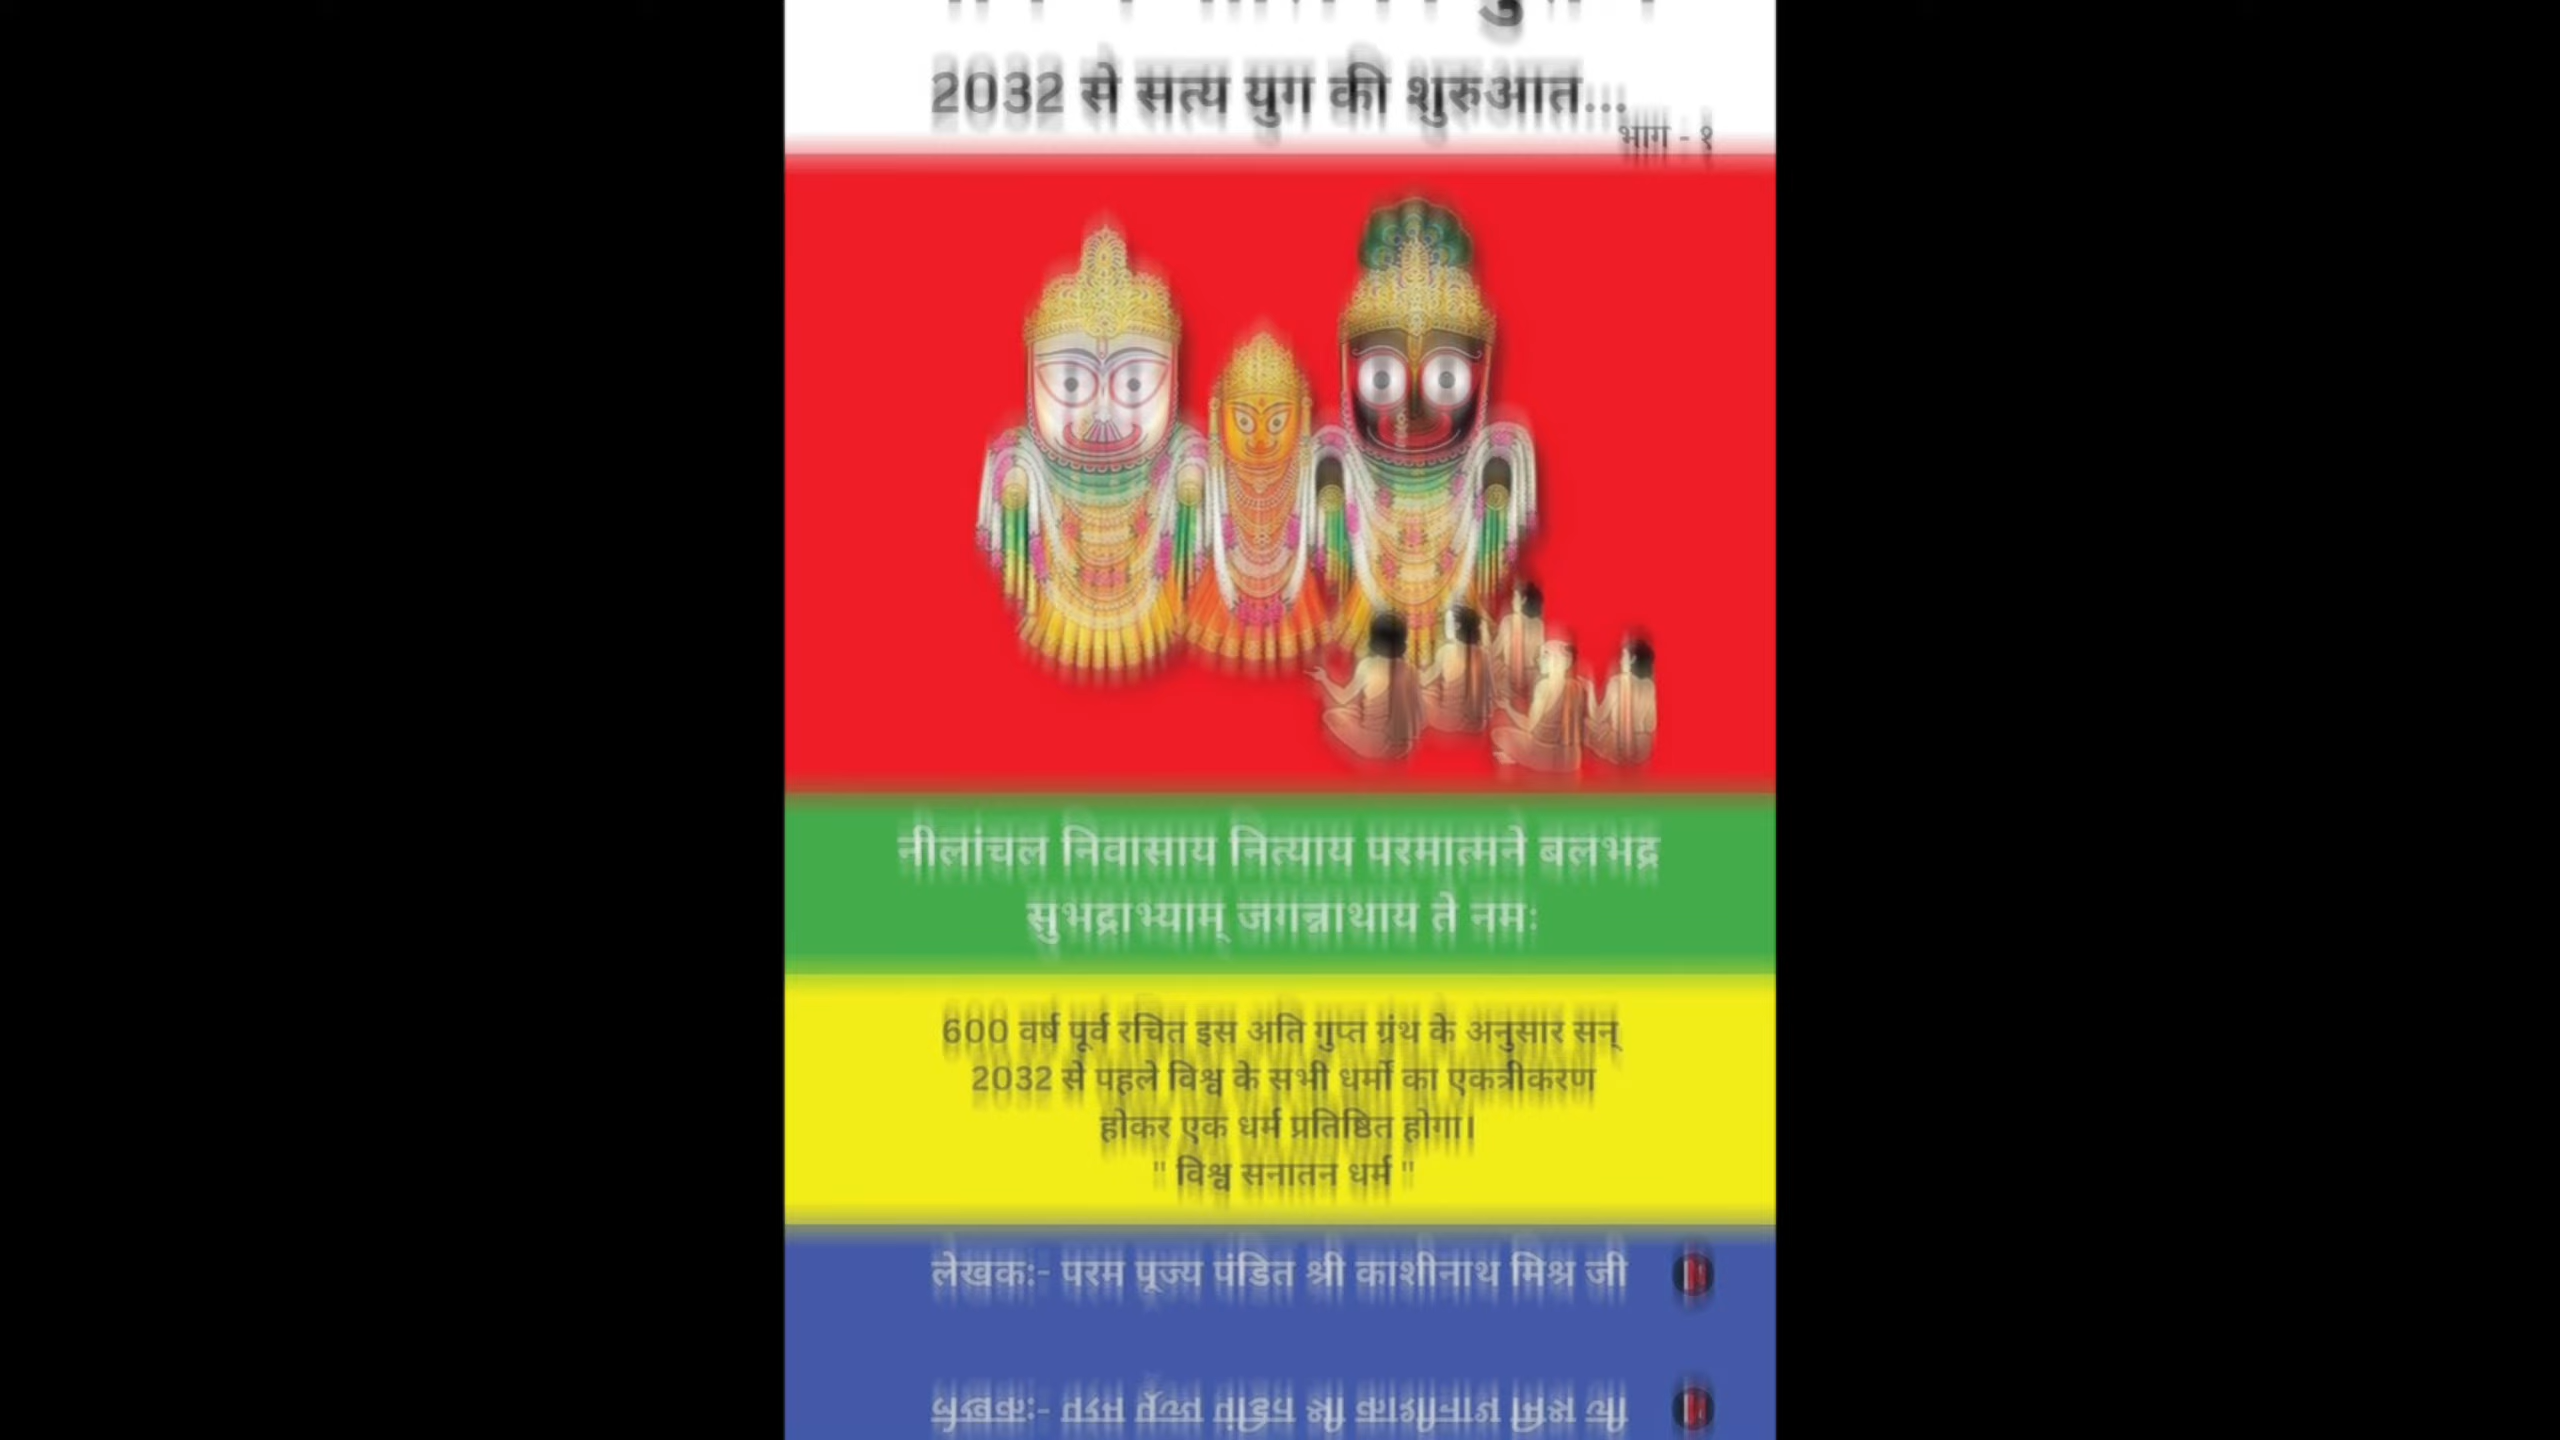 2032 से सत्य युग की शुरुआत...
भाग - १
नीलांचल निवासाय नित्याय परमात्मने बलभद्र
सुभद्राभ्याम् जगन्नाथाय ते नमः
600 वर्ष पूर्व रचित इस अति गुप्त ग्रंथ के अनुसार सन्
2032 से पहले विश्व के सभी धर्मो का एकत्रीकरण
होकर एक धर्म प्रतिष्ठित होगा।
" विश्व सनातन धर्म "
लेखक:- परम पूज्य पंडित श्री काशीनाथ मिश्र जी